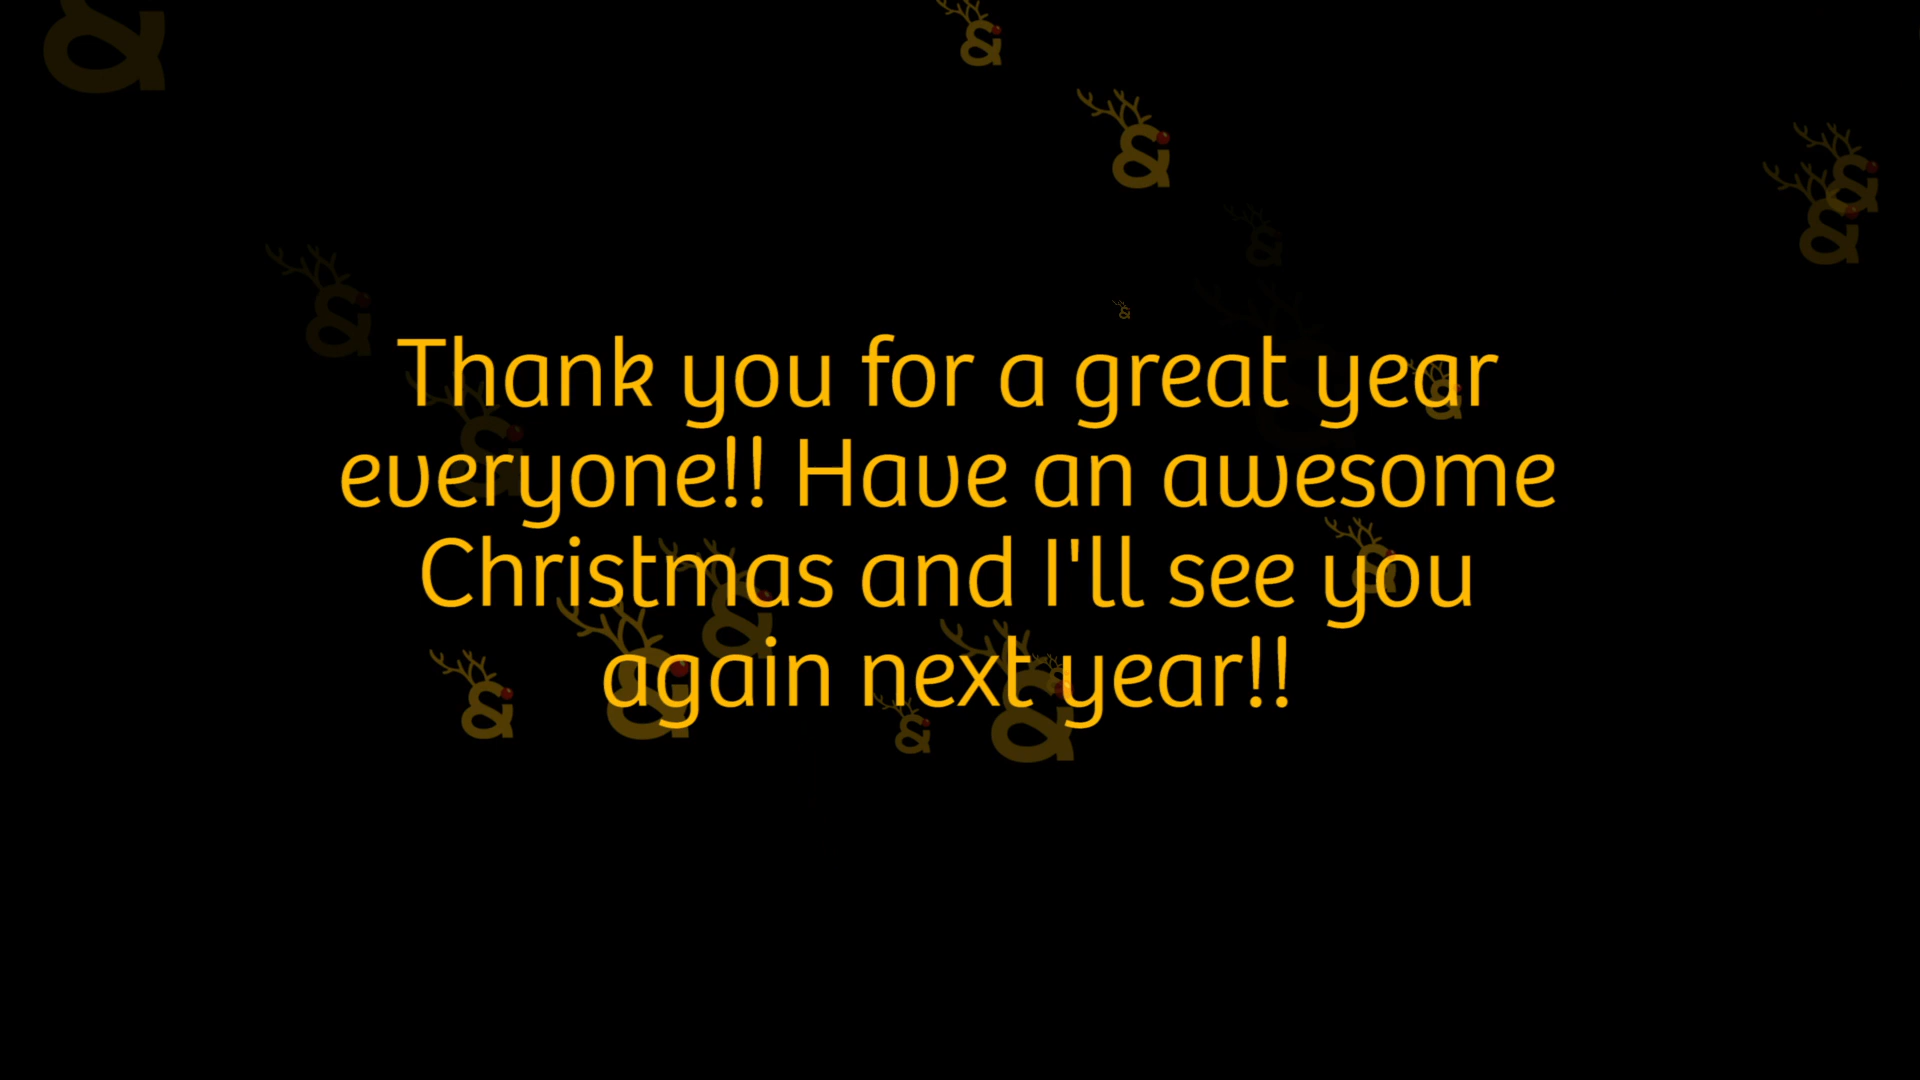 Thank you for a great year
everyone!! Have an awesome
Christmas and I'll see you
again next year!!